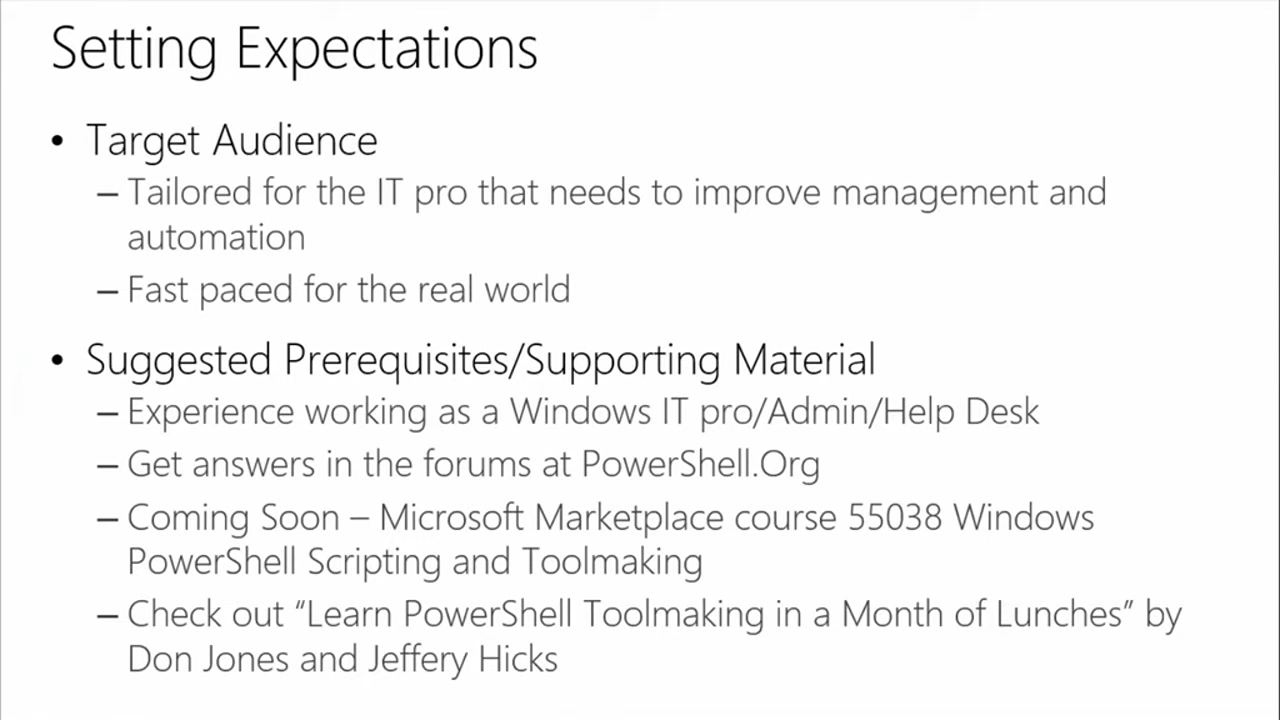 Setting Expectations
• Target Audience
– Tailored for the IT pro that needs to improve management and
automation
– Fast paced for the real world
• Suggested Prerequisites/Supporting Material
– Experience working as a Windows IT pro/Admin/Help Desk
– Get answers in the forums at PowerShell.Org
– Coming Soon – Microsoft Marketplace course 55038 Windows
PowerShell Scripting and Toolmaking
– Check out “Learn PowerShell Toolmaking in a Month of Lunches” by
Don Jones and Jeffery Hicks